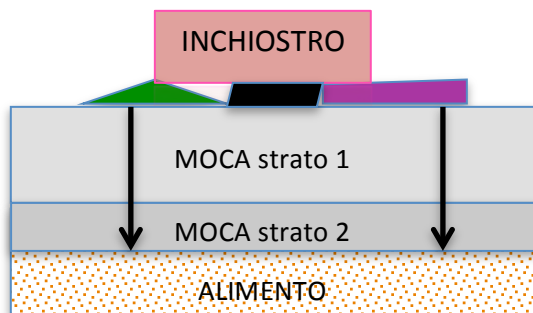 INCHIOSTRO
MOCA strato 1
MOCA strato 2
ALIMENTO